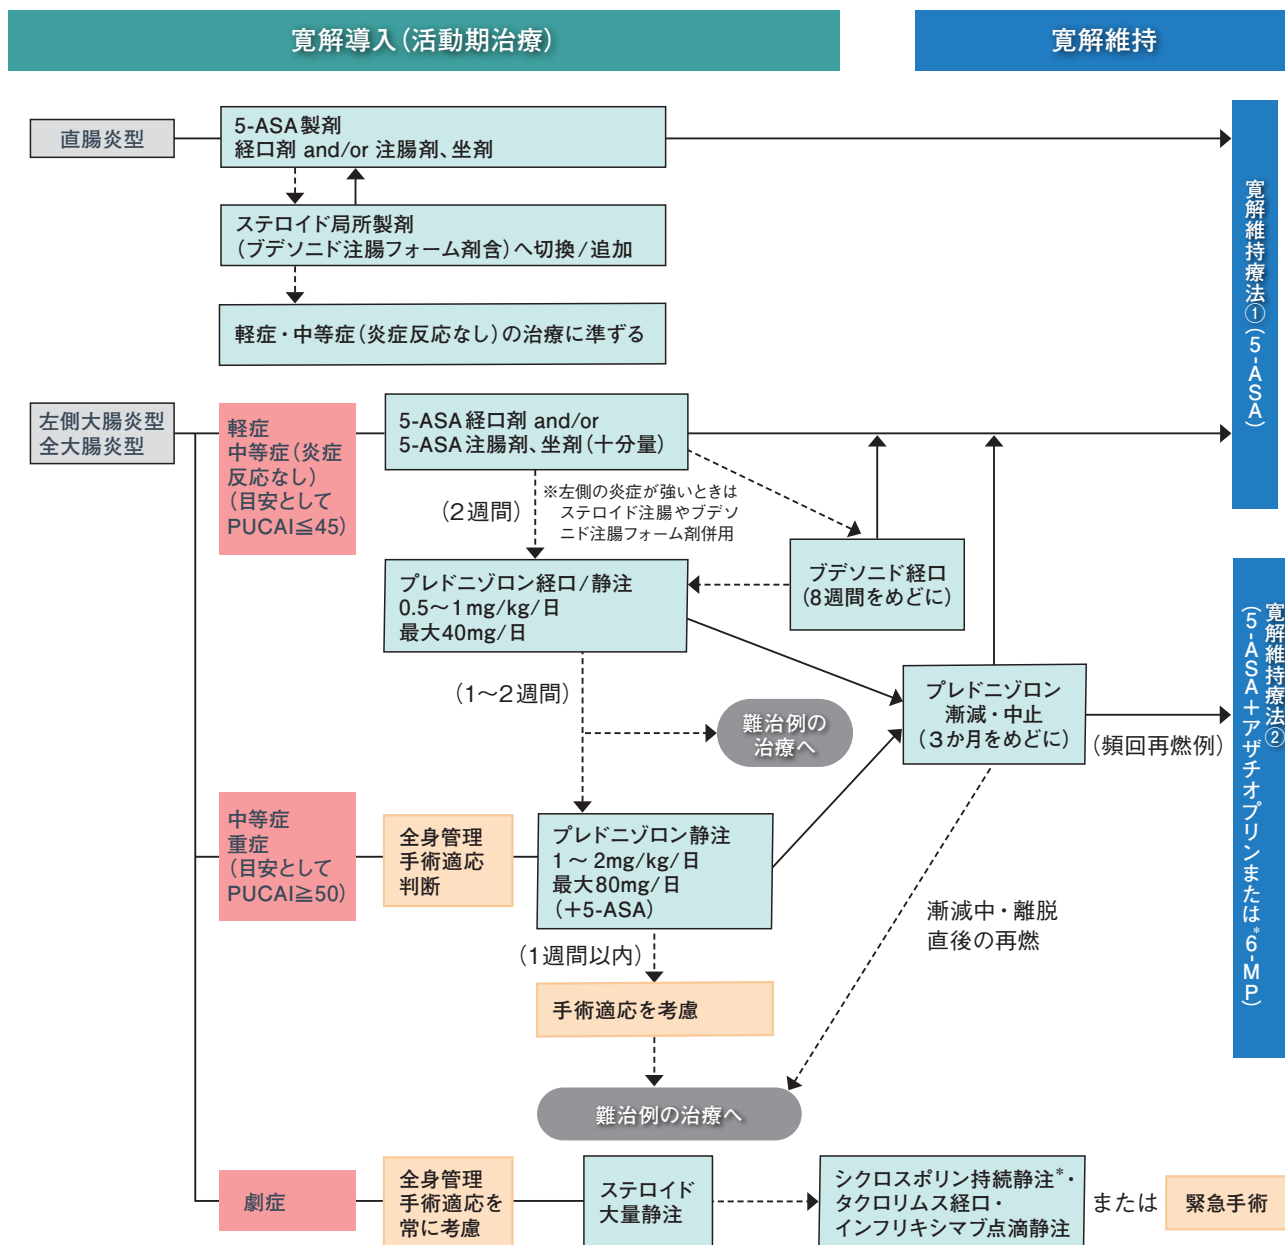 寛解導入(活動期治療)
寛解維持
直腸炎型
5-ASA製剤
経口剤 and/or 注腸剤、坐剤
ステロイド局所製剤
(ブデソニド注腸フォーム剤含)へ切換/追加
軽症・中等症(炎症反応なし)の治療に準ずる
寛解維持療法①(5-ASA)
左側大腸炎型
全大腸炎型
軽症
中等症(炎症
反応なし)
(目安として
PUCAI≦45)
5-ASA経口剤 and/or
5-ASA注腸剤、坐剤(十分量)
(2週間)
※左側の炎症が強いときは
ステロイド注腸やブデソ
ニド注腸フォーム剤併用
ブデソニド経口
(8週間をめどに)
プレドニゾロン経口/静注
0.5〜1mg/kg/日
最大40mg/日
(1〜2週間)
難治例の
治療へ
プレドニゾロン
漸減・中止
(3か月をめどに)
(頻回再燃例)
寛解維持療法②
(5-ASA+アザチオプリンまたは*6-MP)
中等症
重症
(目安として
PUCAI≧50)
全身管理
手術適応
判断
プレドニゾロン静注
1〜2mg/kg/日
最大80mg/日
(+5-ASA)
(1週間以内)
漸減中・離脱
直後の再燃
手術適応を考慮
難治例の治療へ
劇症
全身管理
手術適応を
常に考慮
ステロイド
大量静注
シクロスポリン持続静注*・
タクロリムス経口・
インフリキシマブ点滴静注
または
緊急手術